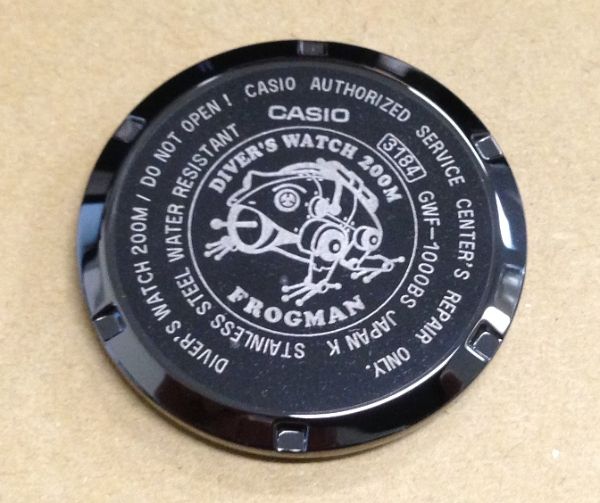 DIVER'S WATCH 200M / DO NOT OPEN! CASIO AUTHORIZED SERVICE CENTER'S REPAIR ONLY.
CASIO
STAINLESS STEEL WATER RESISTANT
3184 GWF-1000BS JAPAN K
DIVER'S WATCH 200M
FROGMAN